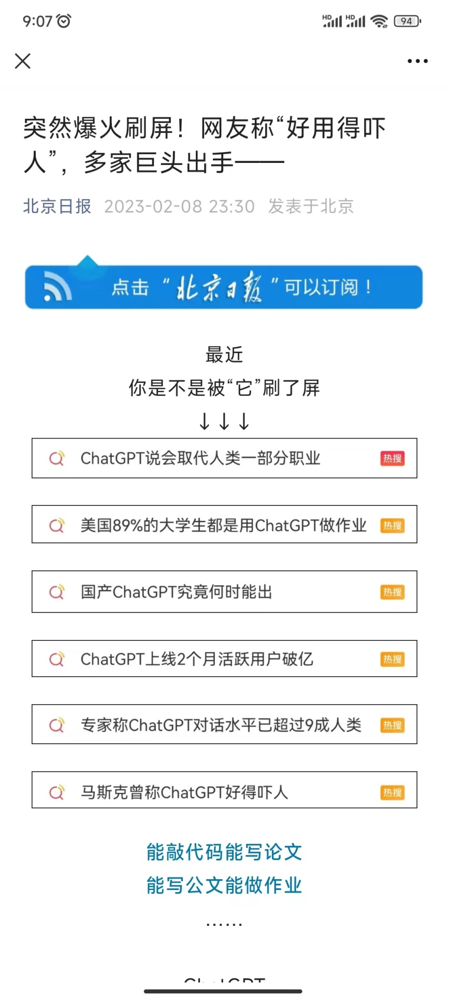 9:07
HD HD 94
突然爆火刷屏！网友称“好用得吓
人”，多家巨头出手——
北京日报 2023-02-08 23:30 发表于北京
点击“北京日报”可以订阅！
最近
你是不是被“它”刷了屏
↓↓↓
ChatGPT说会取代人类一部分职业 热搜
美国89%的大学生都是用ChatGPT做作业 热搜
国产ChatGPT究竟何时能出 热搜
ChatGPT上线2个月活跃用户破亿 热搜
专家称ChatGPT对话水平已超过9成人类 热搜
马斯克曾称ChatGPT好得吓人 热搜
能敲代码能写论文
能写公文能做作业
……
ChatGPT